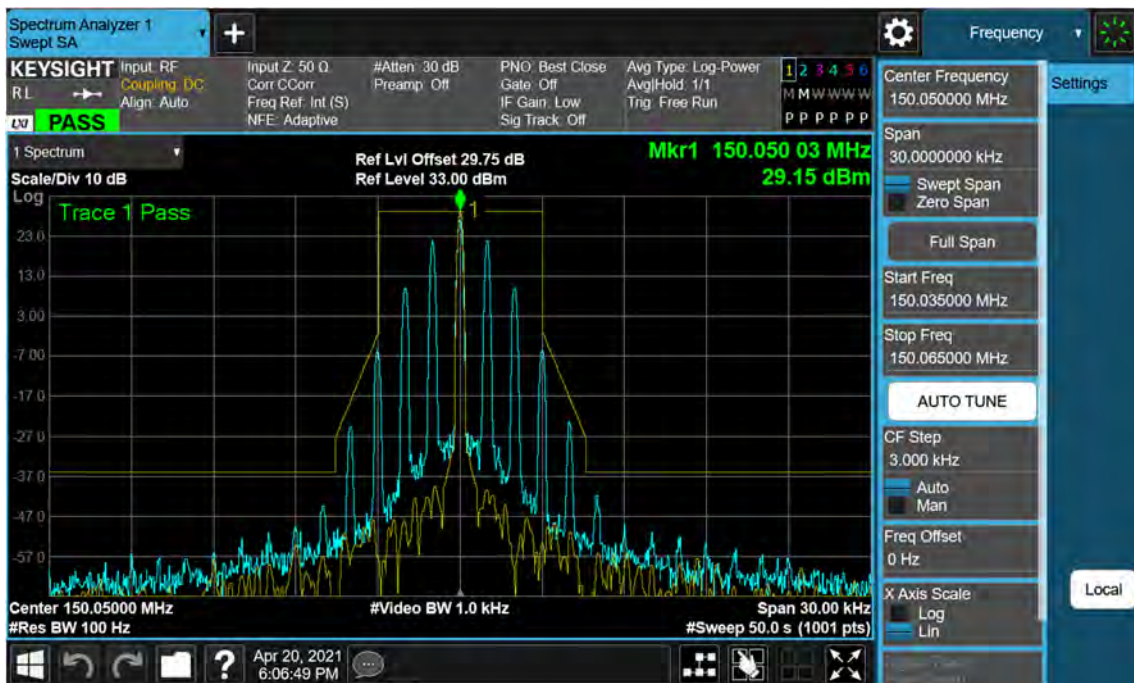 Spectrum Analyzer 1
Swept SA
+
Frequency
KEYSIGHT
RL
LXI
PASS
Input: RF
Coupling: DC
Align: Auto
Input Z: 50 Ω
Corr CCorr
Freq Ref: Int (S)
NFE: Adaptive
#Atten: 30 dB
Preamp: Off
PNO: Best Close
Gate: Off
IF Gain: Low
Sig Track: Off
Avg Type: Log-Power
Avg|Hold: 1/1
Trig: Free Run
1 2 3 4 5 6
M M W W W W
P P P P P P
1 Spectrum
Scale/Div 10 dB
Ref Lvl Offset 29.75 dB
Ref Level 33.00 dBm
Mkr1 150.050 03 MHz
29.15 dBm
Log
Trace 1 Pass
1
23.0
13.0
3.00
-7.00
-17.0
-27.0
-37.0
-47.0
-57.0
Center 150.05000 MHz
#Res BW 100 Hz
#Video BW 1.0 kHz
Span 30.00 kHz
#Sweep 50.0 s (1001 pts)
Center Frequency
150.050000 MHz
Settings
Span
30.0000000 kHz
Swept Span
Zero Span
Full Span
Start Freq
150.035000 MHz
Stop Freq
150.065000 MHz
AUTO TUNE
CF Step
3.000 kHz
Auto
Man
Freq Offset
0 Hz
X Axis Scale
Log
Lin
Local
?
Apr 20, 2021
6:06:49 PM